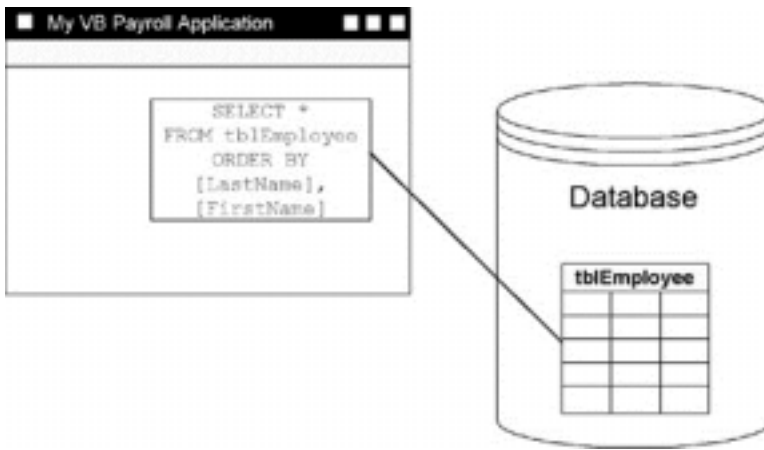 My VB Payroll Application
SELECT *
FROM tblEmployee
ORDER BY
[LastName],
[FirstName]
Database
tblEmployee